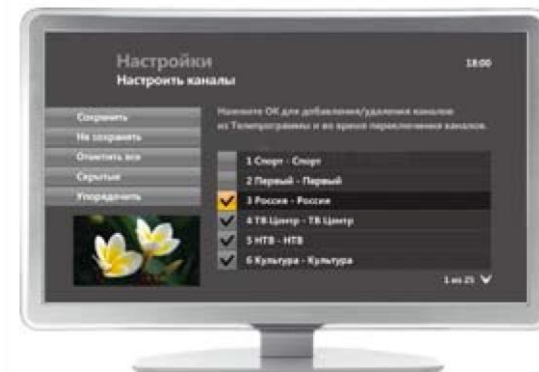 Настройки
18:00
Настроить каналы
Сохранить
Не сохранять
Отметить все
Скрытые
Упорядочить
Нажмите ОК для добавления/удаления каналов
из Телепрограммы и во время переключения каналов.
1 Спорт - Спорт
2 Первый - Первый
3 Россия - Россия
4 ТВ Центр - ТВ Центр
5 НТВ - НТВ
6 Культура - Культура
1 из 25